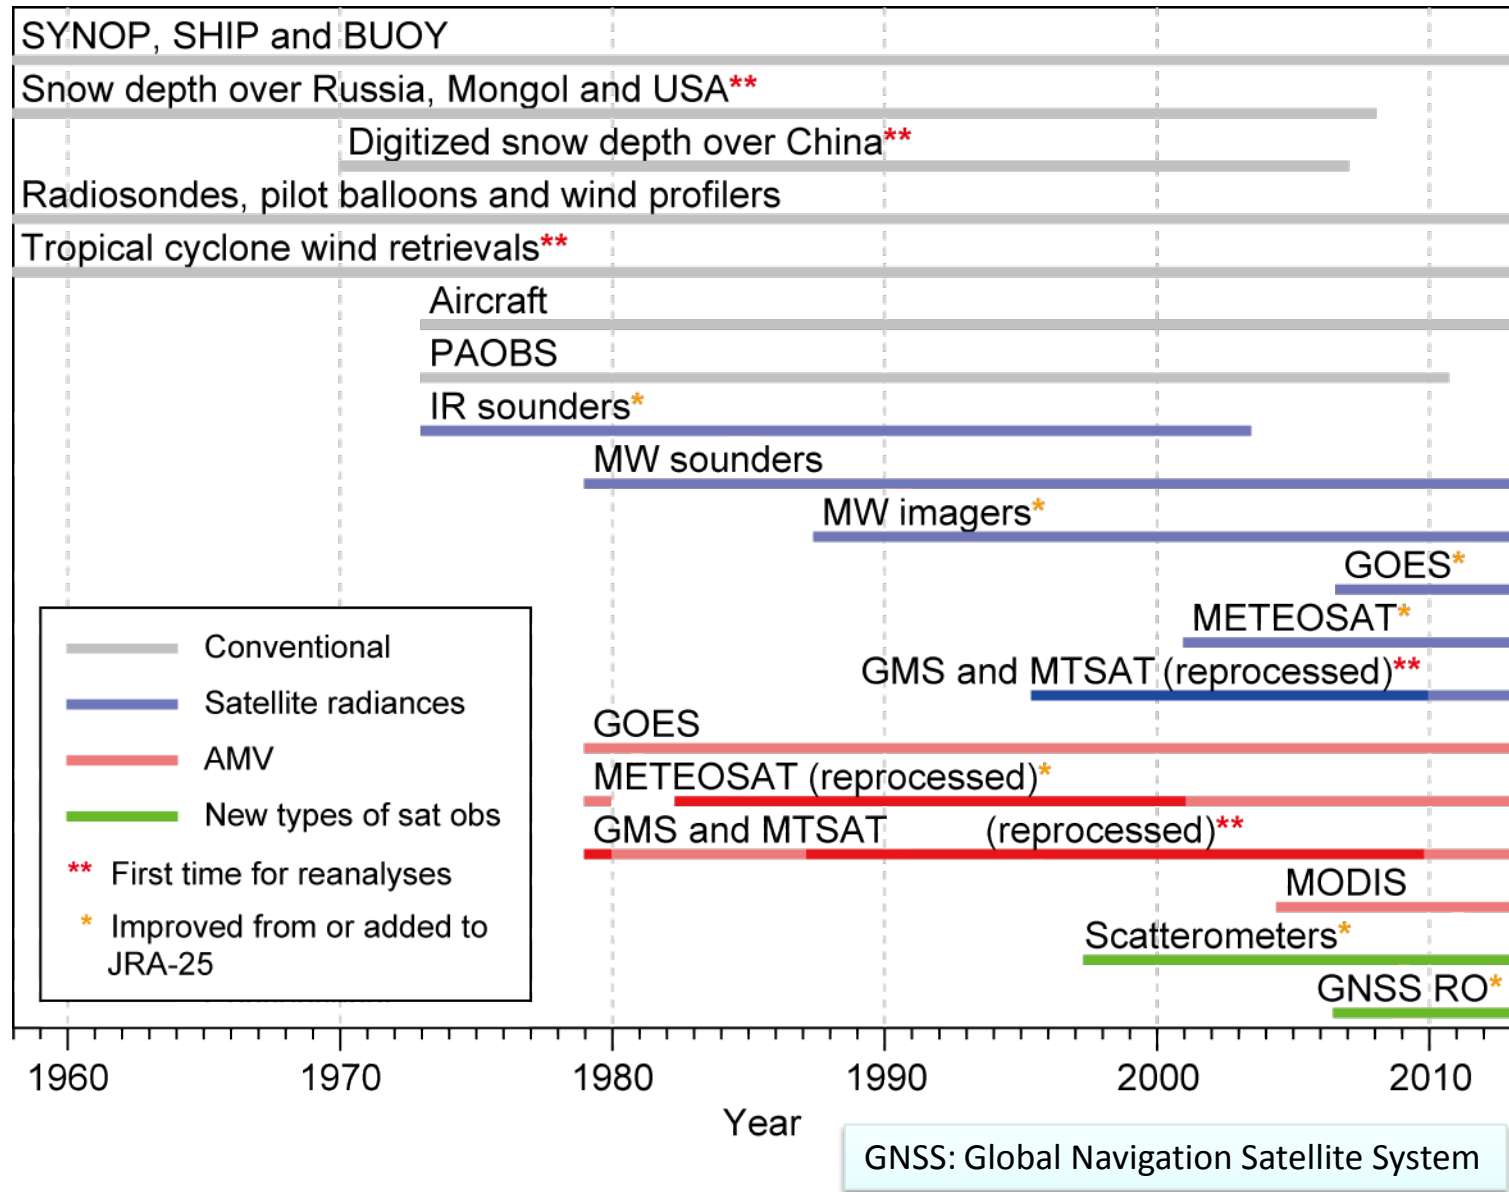 SYNOP, SHIP and BUOY
Snow depth over Russia, Mongol and USA**
Digitized snow depth over China**
Radiosondes, pilot balloons and wind profilers
Tropical cyclone wind retrievals**
Aircraft
PAOBS
IR sounders*
MW sounders
MW imagers*
GOES*
METEOSAT*
GMS and MTSAT (reprocessed)**
GOES
METEOSAT (reprocessed)*
GMS and MTSAT (reprocessed)**
MODIS
Scatterometers*
GNSS RO*
Conventional
Satellite radiances
AMV
New types of sat obs
** First time for reanalyses
* Improved from or added to
JRA-25
1960 1970 1980 1990 2000 2010
Year
GNSS: Global Navigation Satellite System